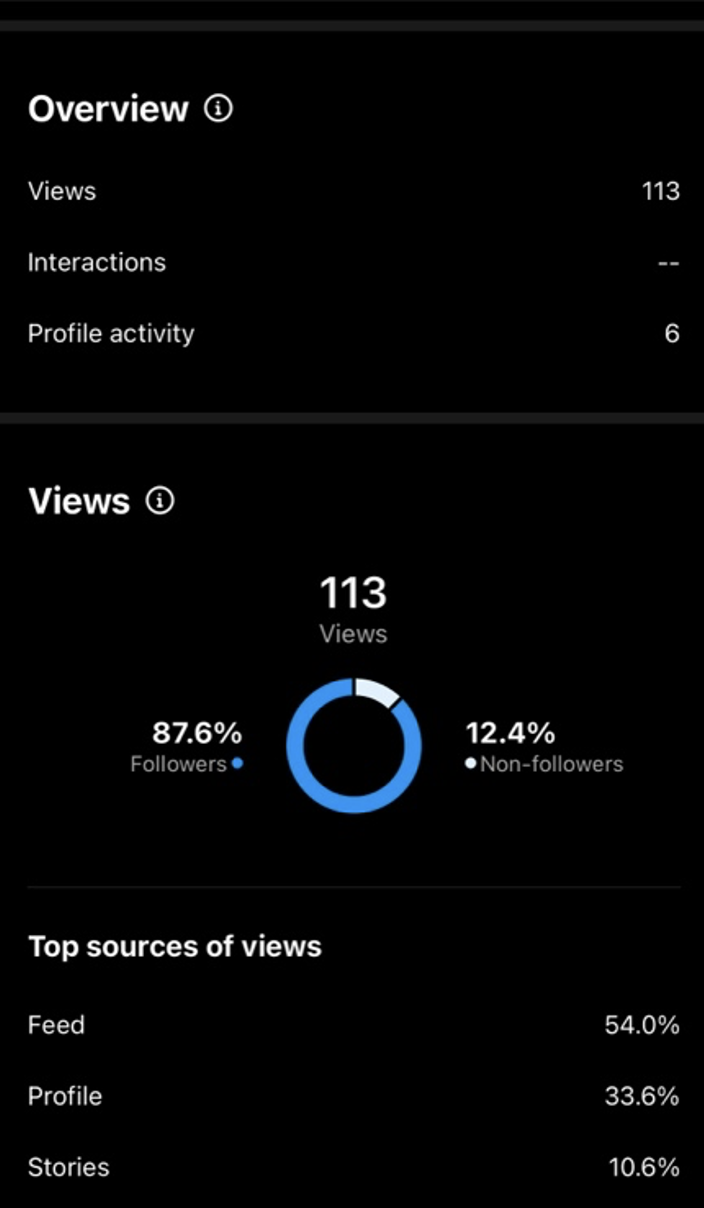 Overview
Views 113
Interactions --
Profile activity 6
Views
113
Views
87.6% 12.4%
Followers Non-followers
Top sources of views
Feed 54.0%
Profile 33.6%
Stories 10.6%